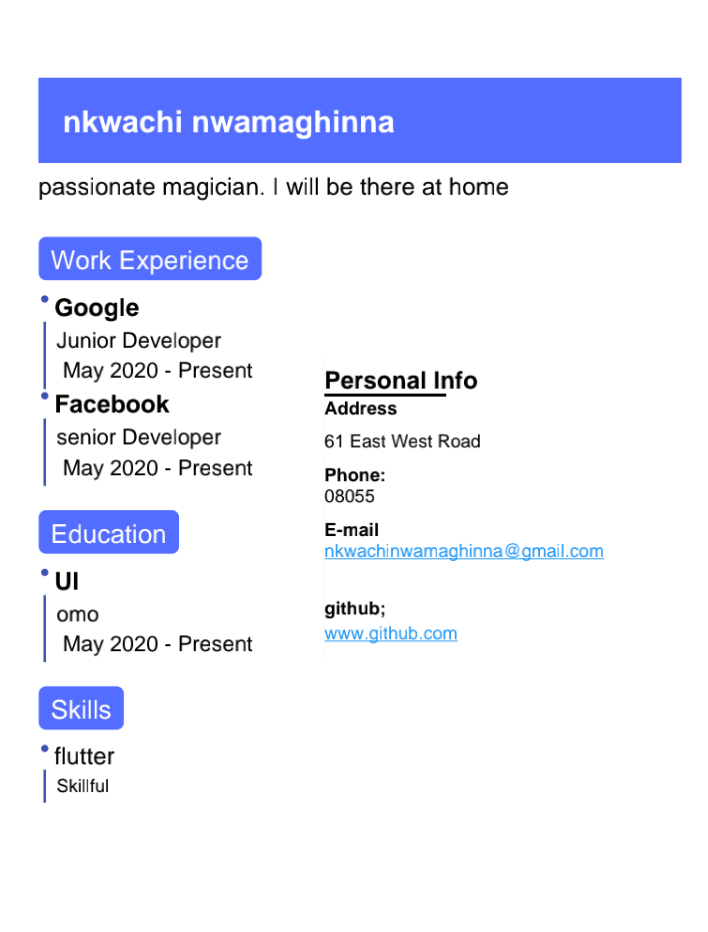 nkwachi nwamaghinna
passionate magician. I will be there at home
Work Experience
Google
Junior Developer
May 2020 - Present
Facebook
senior Developer
May 2020 - Present
Education
UI
omo
May 2020 - Present
Skills
flutter
Skillful
Personal Info
Address
61 East West Road
Phone:
08055
E-mail
nkwachinwamaghinna@gmail.com
github;
www.github.com